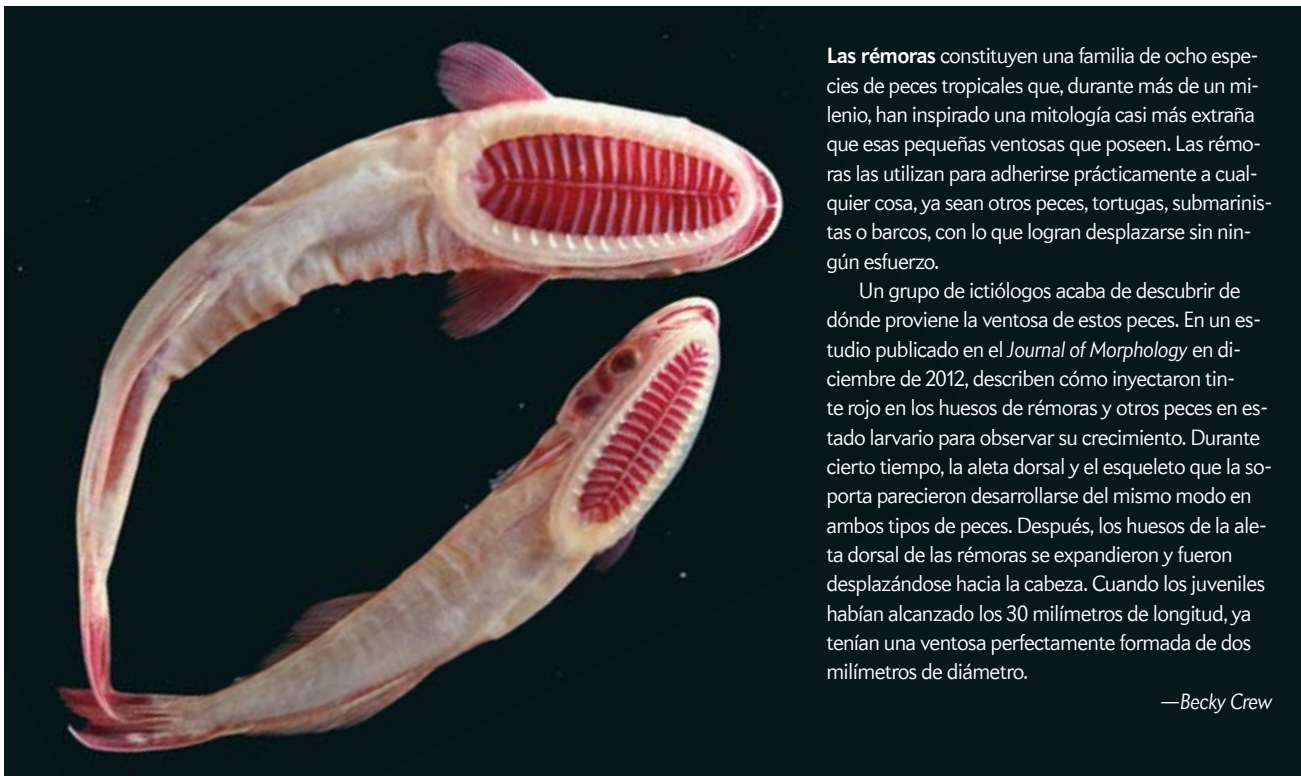 Las rémoras constituyen una familia de ocho espe-
cies de peces tropicales que, durante más de un mi-
lenio, han inspirado una mitología casi más extraña
que esas pequeñas ventosas que poseen. Las rémo-
ras las utilizan para adherirse prácticamente a cual-
quier cosa, ya sean otros peces, tortugas, submarinis-
tas o barcos, con lo que logran desplazarse sin nin-
gún esfuerzo.
Un grupo de ictiólogos acaba de descubrir de
dónde proviene la ventosa de estos peces. En un es-
tudio publicado en el Journal of Morphology en di-
ciembre de 2012, describen cómo inyectaron tin-
te rojo en los huesos de rémoras y otros peces en es-
tado larvario para observar su crecimiento. Durante
cierto tiempo, la aleta dorsal y el esqueleto que la so-
porta parecieron desarrollarse del mismo modo en
ambos tipos de peces. Después, los huesos de la ale-
ta dorsal de las rémoras se expandieron y fueron
desplazándose hacia la cabeza. Cuando los juveniles
habían alcanzado los 30 milímetros de longitud, ya
tenían una ventosa perfectamente formada de dos
milímetros de diámetro.
—Becky Crew